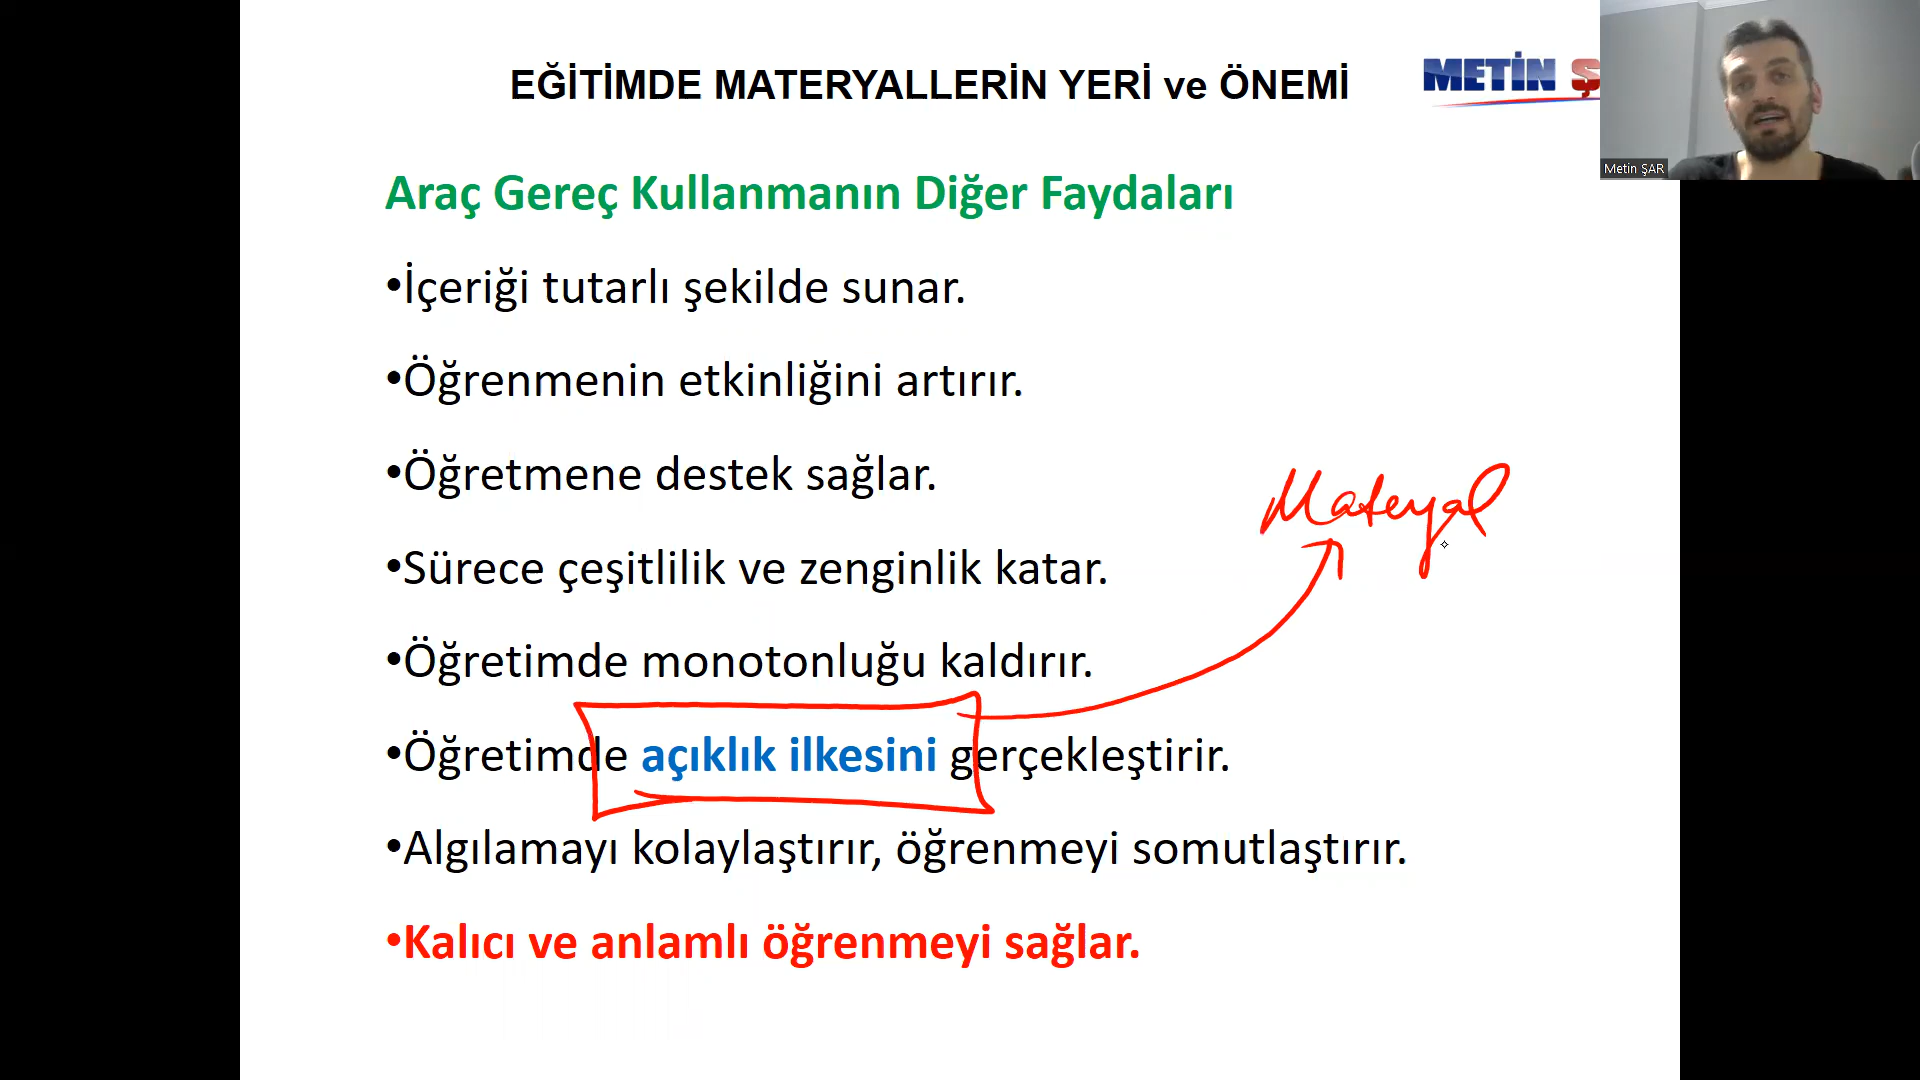 EĞİTİMDE MATERYALLERİN YERİ ve ÖNEMİ
METİN Ş
Metin ŞAR
Araç Gereç Kullanmanın Diğer Faydaları
•İçeriği tutarlı şekilde sunar.
•Öğrenmenin etkinliğini artırır.
•Öğretmene destek sağlar.
Materyal
•Sürece çeşitlilik ve zenginlik katar.
•Öğretimde monotonluğu kaldırır.
•Öğretimde açıklık ilkesini gerçekleştirir.
•Algılamayı kolaylaştırır, öğrenmeyi somutlaştırır.
•Kalıcı ve anlamlı öğrenmeyi sağlar.